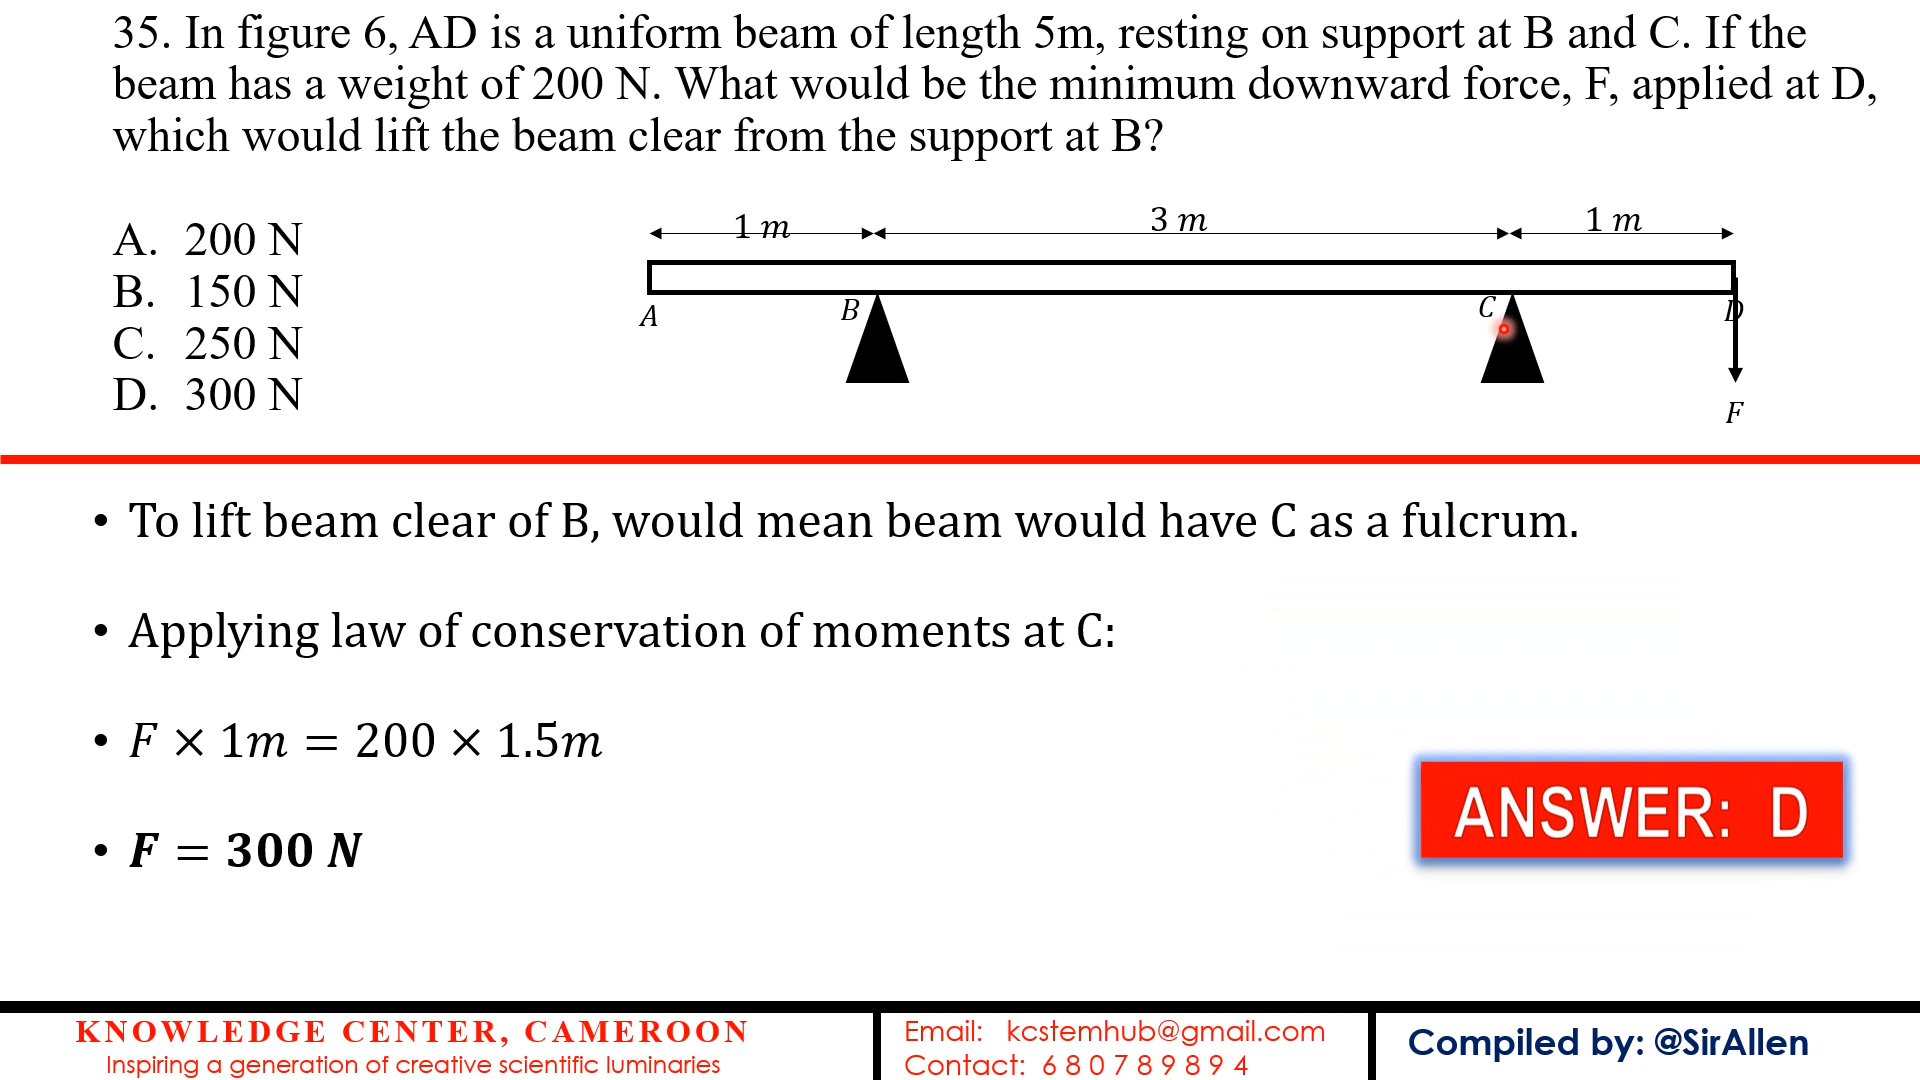 35. In figure 6, AD is a uniform beam of length 5m, resting on support at B and C. If the
beam has a weight of 200 N. What would be the minimum downward force, F, applied at D,
which would lift the beam clear from the support at B?
A. 200 N
B. 150 N
C. 250 N
D. 300 N
1 m
3 m
1 m
A
B
C
D
F
• To lift beam clear of B, would mean beam would have C as a fulcrum.
• Applying law of conservation of moments at C:
• F × 1m = 200 × 1.5m
• F = 300 N
ANSWER: D
KNOWLEDGE CENTER, CAMEROON
Inspiring a generation of creative scientific luminaries
Email: kcstemhub@gmail.com
Contact: 6 8 0 7 8 9 8 9 4
Compiled by: @SirAllen